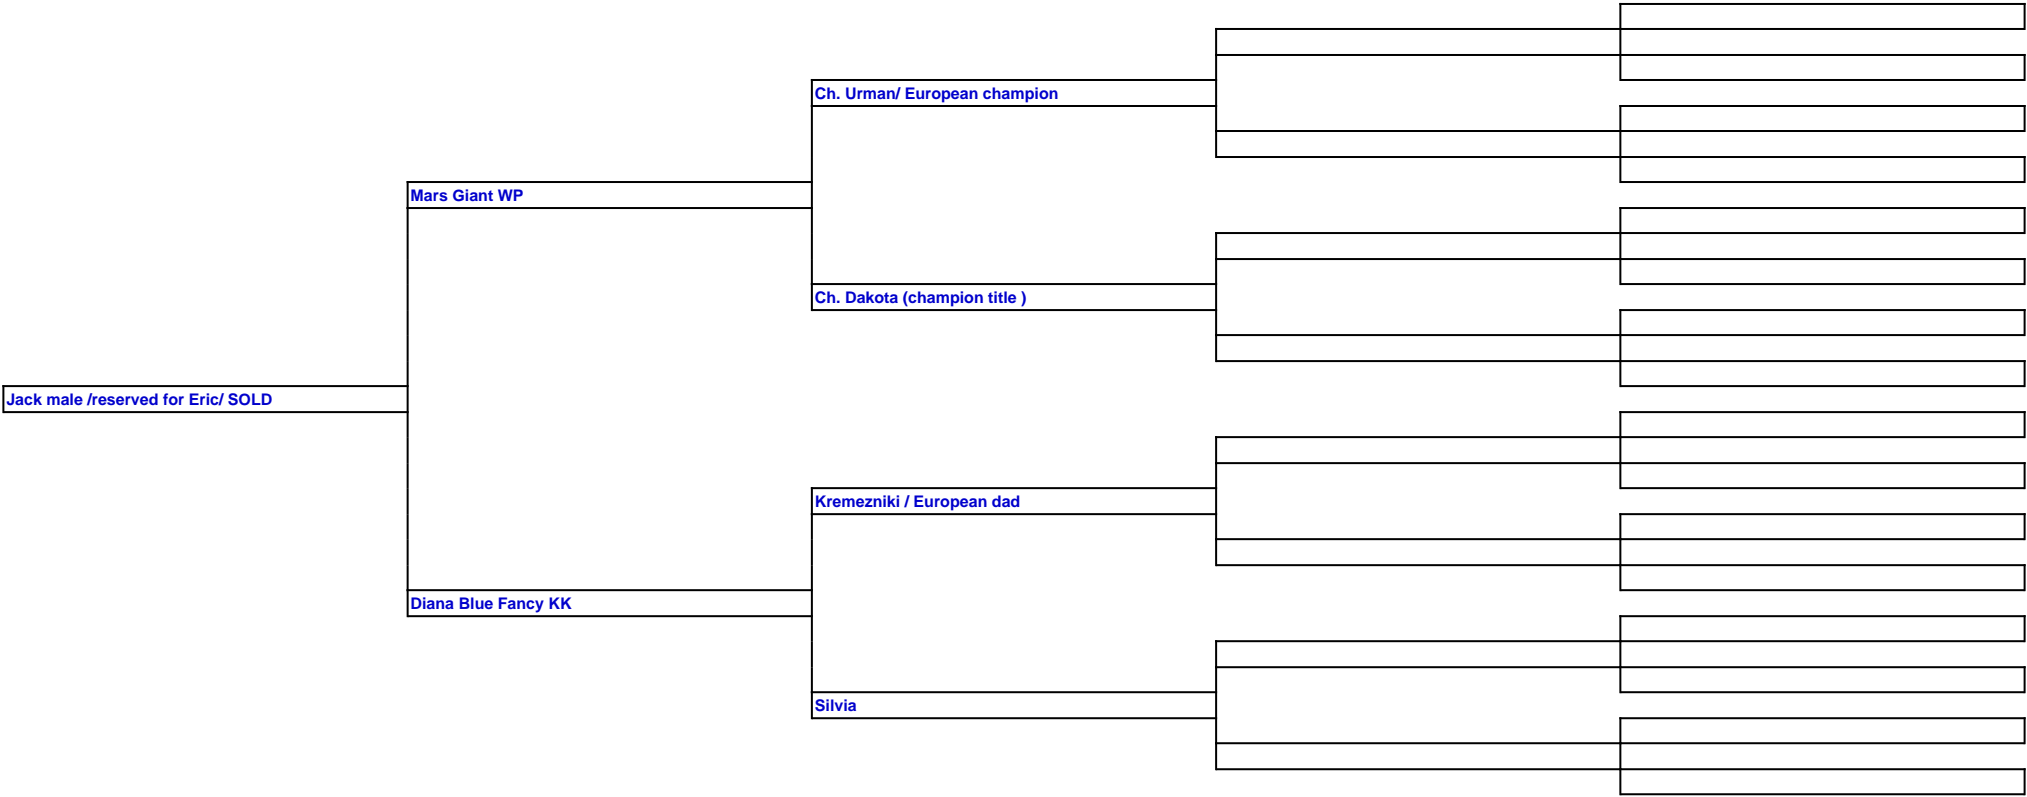 Ch. Urman/ European champion
Mars Giant WP
Ch. Dakota (champion title )
Jack male /reserved for Eric/ SOLD
Kremezniki / European dad
Diana Blue Fancy KK
Silvia